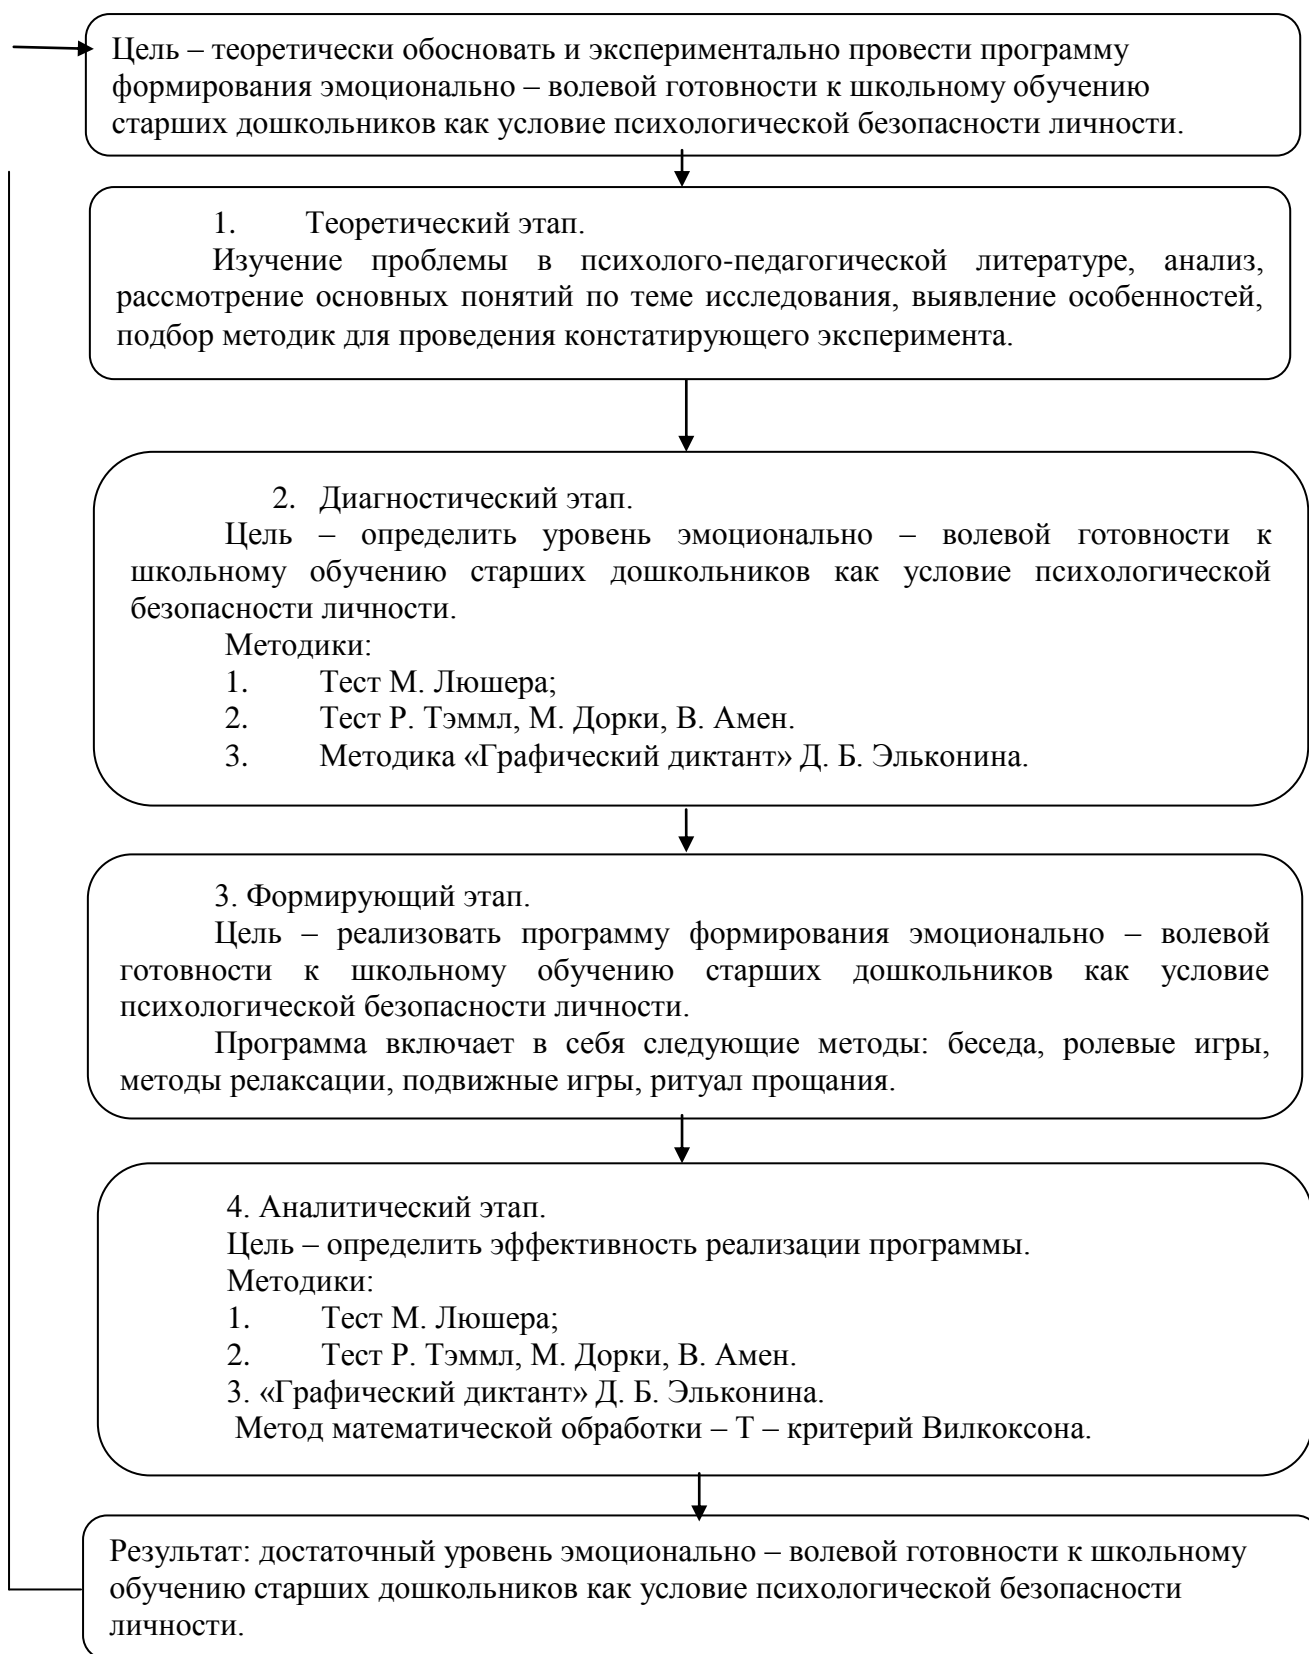 Цель – теоретически обосновать и экспериментально провести программу
формирования эмоционально – волевой готовности к школьному обучению
старших дошкольников как условие психологической безопасности личности.
1. Теоретический этап.
Изучение проблемы в психолого-педагогической литературе, анализ,
рассмотрение основных понятий по теме исследования, выявление особенностей,
подбор методик для проведения констатирующего эксперимента.
2. Диагностический этап.
Цель – определить уровень эмоционально – волевой готовности к
школьному обучению старших дошкольников как условие психологической
безопасности личности.
Методики:
1. Тест М. Люшера;
2. Тест Р. Тэммл, М. Дорки, В. Амен.
3. Методика «Графический диктант» Д. Б. Эльконина.
3. Формирующий этап.
Цель – реализовать программу формирования эмоционально – волевой
готовности к школьному обучению старших дошкольников как условие
психологической безопасности личности.
Программа включает в себя следующие методы: беседа, ролевые игры,
методы релаксации, подвижные игры, ритуал прощания.
4. Аналитический этап.
Цель – определить эффективность реализации программы.
Методики:
1. Тест М. Люшера;
2. Тест Р. Тэммл, М. Дорки, В. Амен.
3. «Графический диктант» Д. Б. Эльконина.
Метод математической обработки – Т – критерий Вилкоксона.
Результат: достаточный уровень эмоционально – волевой готовности к школьному
обучению старших дошкольников как условие психологической безопасности
личности.